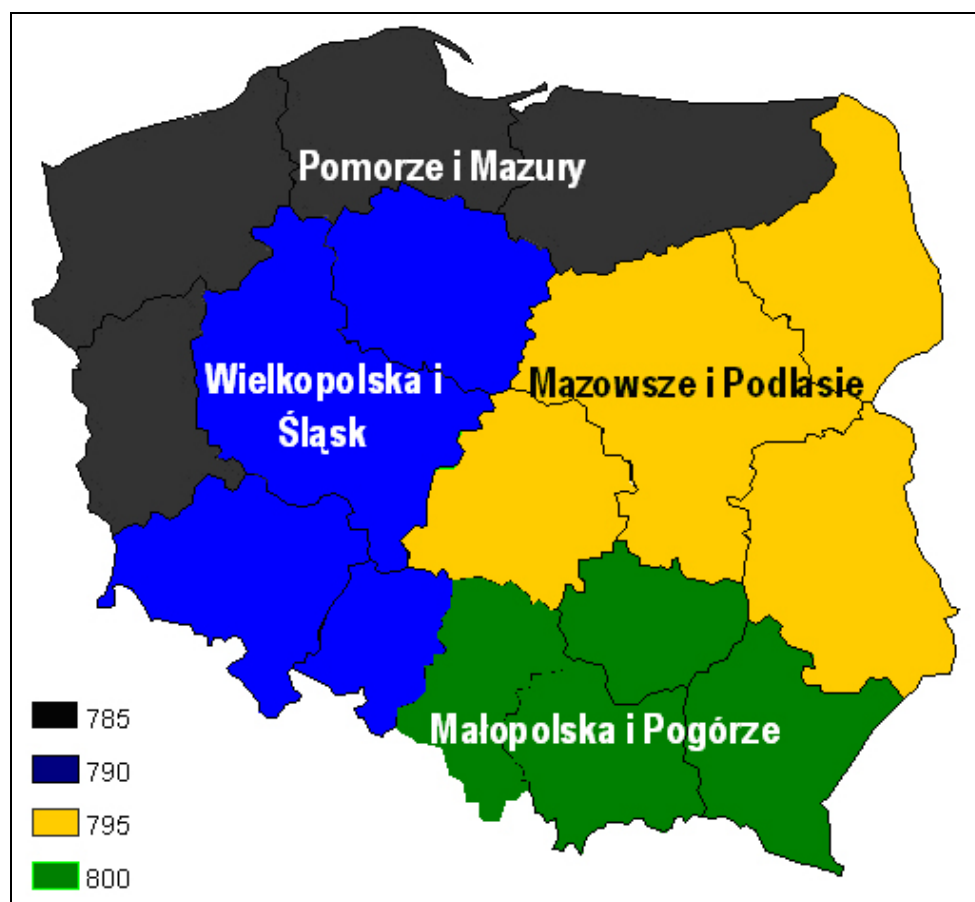 Pomorze i Mazury
Wielkopolska i
Śląsk
Mazowsze i Podlasie
Małopolska i Pogórze
785
790
795
800